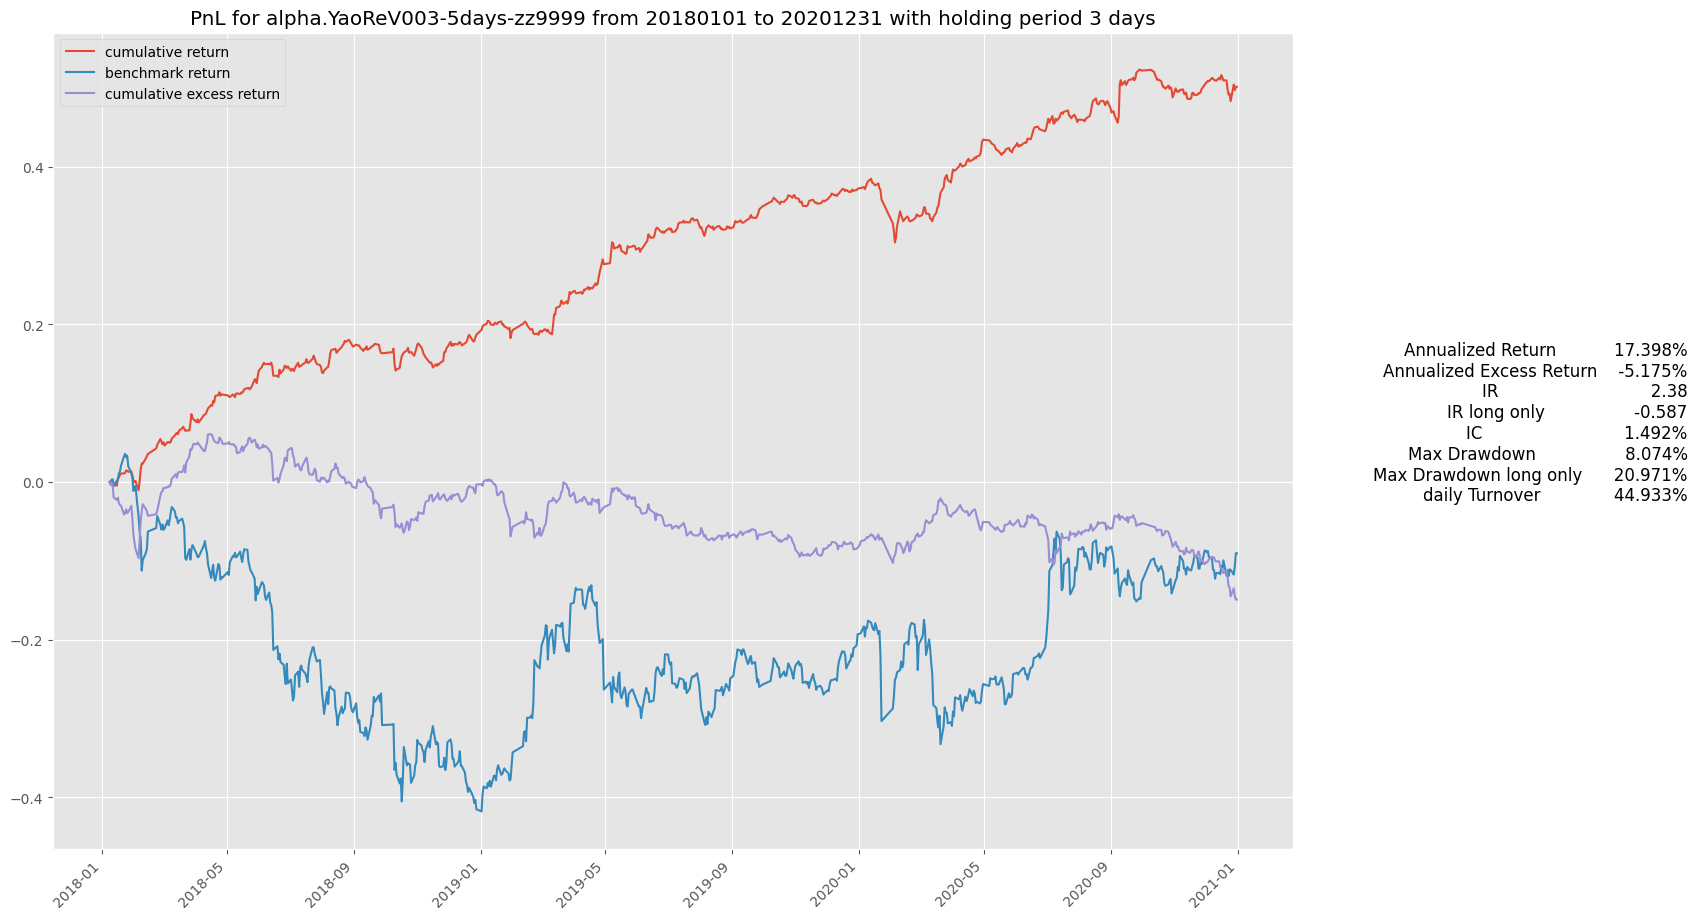 PnL for alpha.YaoReV003-5days-zz9999 from 20180101 to 20201231 with holding period 3 days
cumulative return
benchmark return
cumulative excess return
0.4
0.2
0.0
−0.2
−0.4
2018-01
2018-05
2018-09
2019-01
2019-05
2019-09
2020-01
2020-05
2020-09
2021-01
Annualized Return 17.398%
Annualized Excess Return -5.175%
IR 2.38
IR long only -0.587
IC 1.492%
Max Drawdown 8.074%
Max Drawdown long only 20.971%
daily Turnover 44.933%